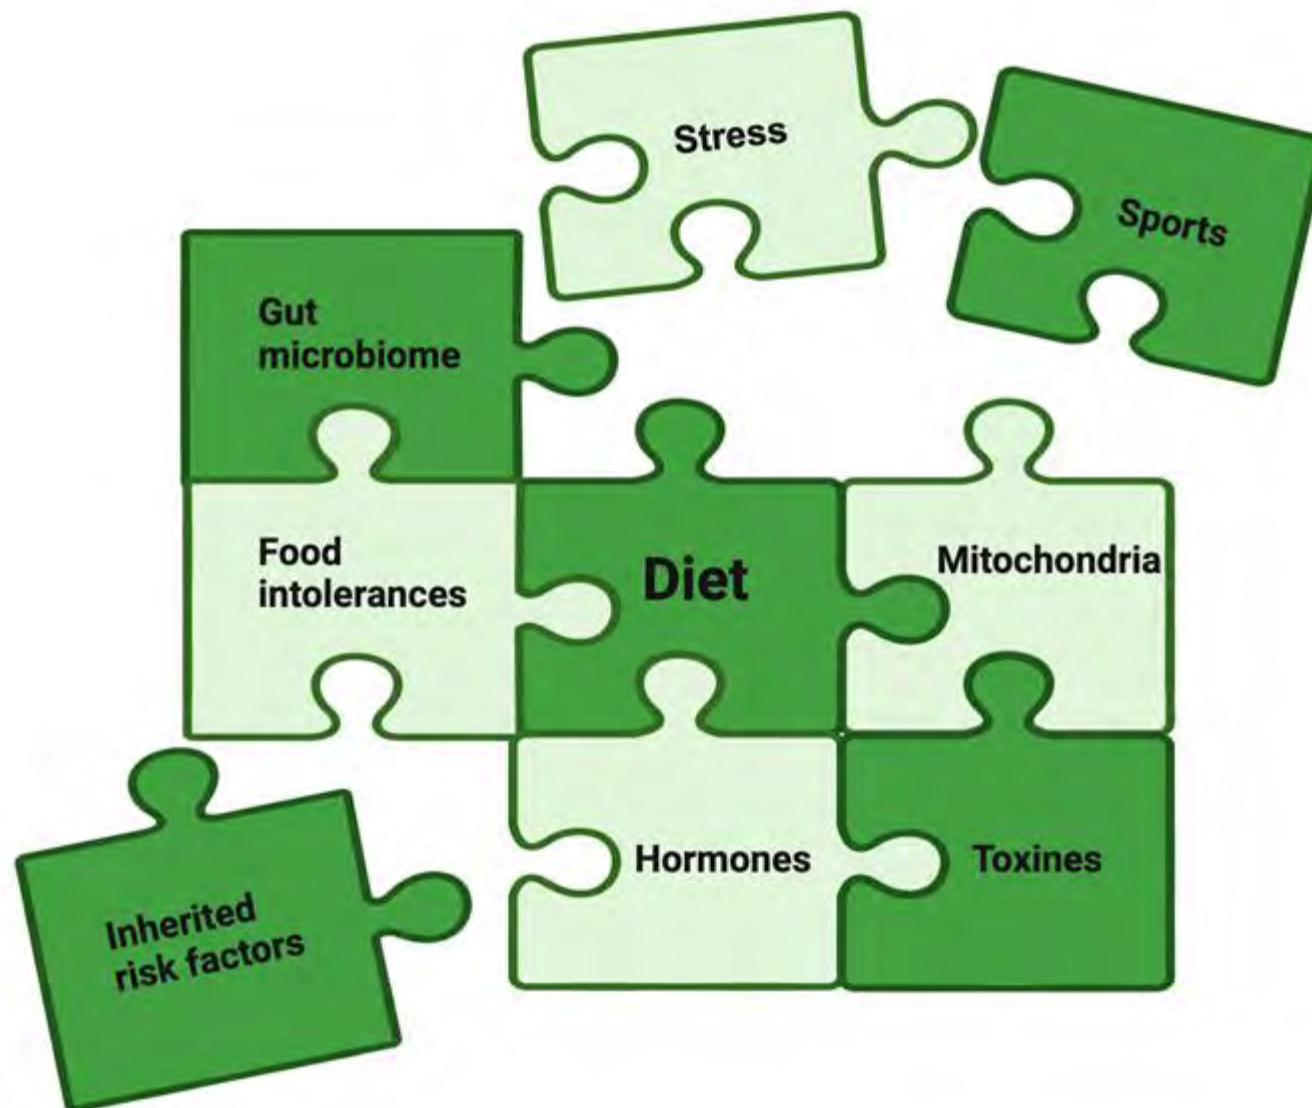 Stress
Sports
Gut
microbiome
Food
intolerances
Diet
Mitochondria
Hormones
Toxines
Inherited
risk factors